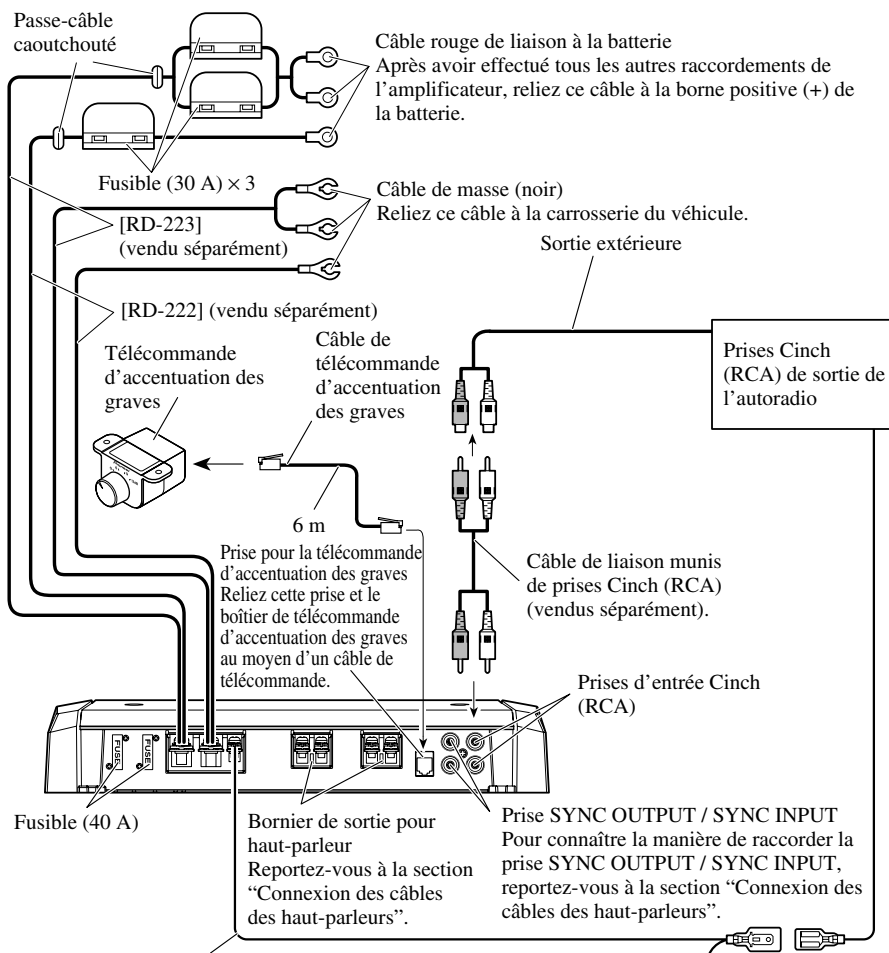 Passe-câble
caoutchouté
Câble rouge de liaison à la batterie
Après avoir effectué tous les autres raccordements de
l’amplificateur, reliez ce câble à la borne positive (+) de
la batterie.
Fusible (30 A) × 3
Câble de masse (noir)
Reliez ce câble à la carrosserie du véhicule.
[RD-223]
(vendu séparément)
Sortie extérieure
[RD-222] (vendu séparément)
Télécommande
d’accentuation des
graves
Câble de
télécommande
d’accentuation
des graves
Prises Cinch
(RCA) de sortie de
l’autoradio
6 m
Prise pour la télécommande
d’accentuation des graves
Reliez cette prise et le
boîtier de télécommande
d’accentuation des graves
au moyen d’un câble de
télécommande.
Câble de liaison munis
de prises Cinch (RCA)
(vendus séparément).
Prises d’entrée Cinch
(RCA)
FUSE
FUSE
Fusible (40 A)
Bornier de sortie pour
haut-parleur
Reportez-vous à la section
“Connexion des câbles
des haut-parleurs”.
Prise SYNC OUTPUT / SYNC INPUT
Pour connaître la manière de raccorder la
prise SYNC OUTPUT / SYNC INPUT,
reportez-vous à la section “Connexion des
câbles des haut-parleurs”.